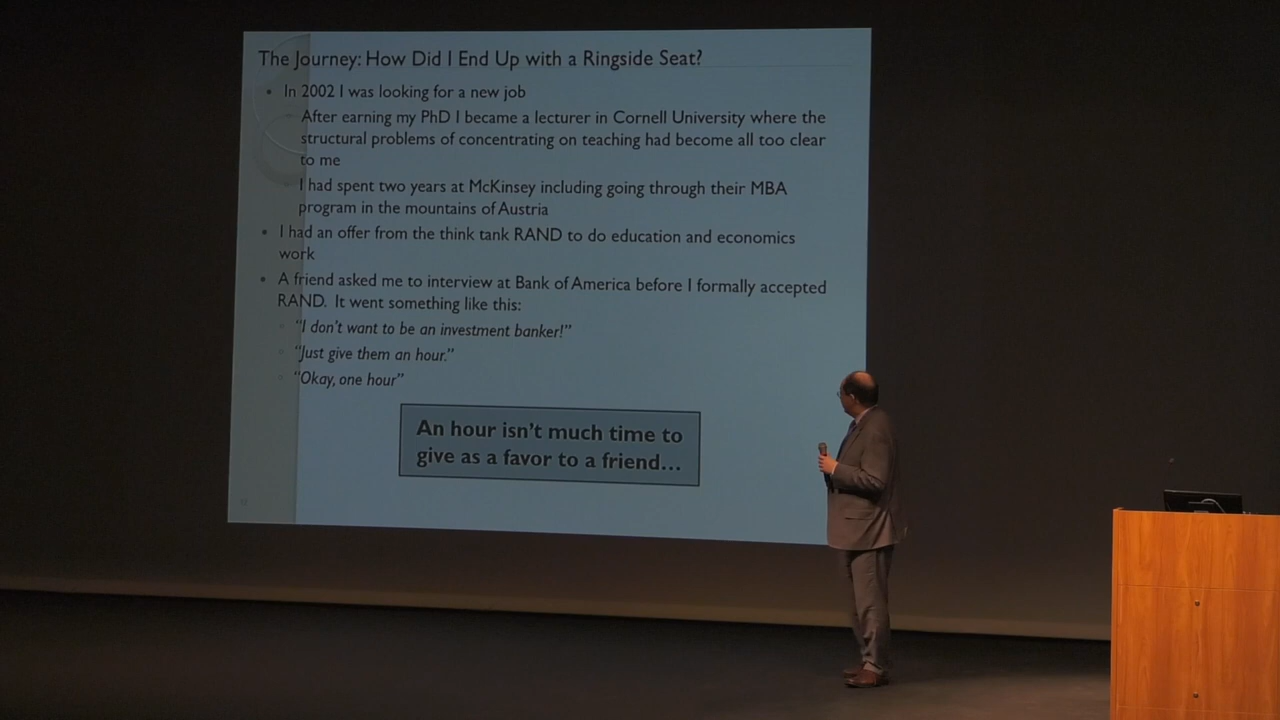 The Journey: How Did I End Up with a Ringside Seat?
In 2002 I was looking for a new job
After earning my PhD I became a lecturer in Cornell University where the
structural problems of concentrating on teaching had become all too clear
to me
I had spent two years at McKinsey including going through their MBA
program in the mountains of Austria
I had an offer from the think tank RAND to do education and economics
work
A friend asked me to interview at Bank of America before I formally accepted
RAND. It went something like this:
"I don't want to be an investment banker!"
"Just give them an hour."
"Okay, one hour"
An hour isn't much time to
give as a favor to a friend...